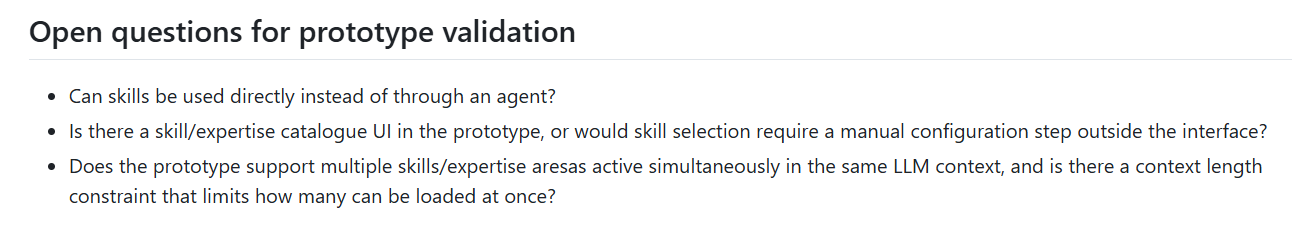 Open questions for prototype validation
• Can skills be used directly instead of through an agent?
• Is there a skill/expertise catalogue UI in the prototype, or would skill selection require a manual configuration step outside the interface?
• Does the prototype support multiple skills/expertise aresas active simultaneously in the same LLM context, and is there a context length
constraint that limits how many can be loaded at once?